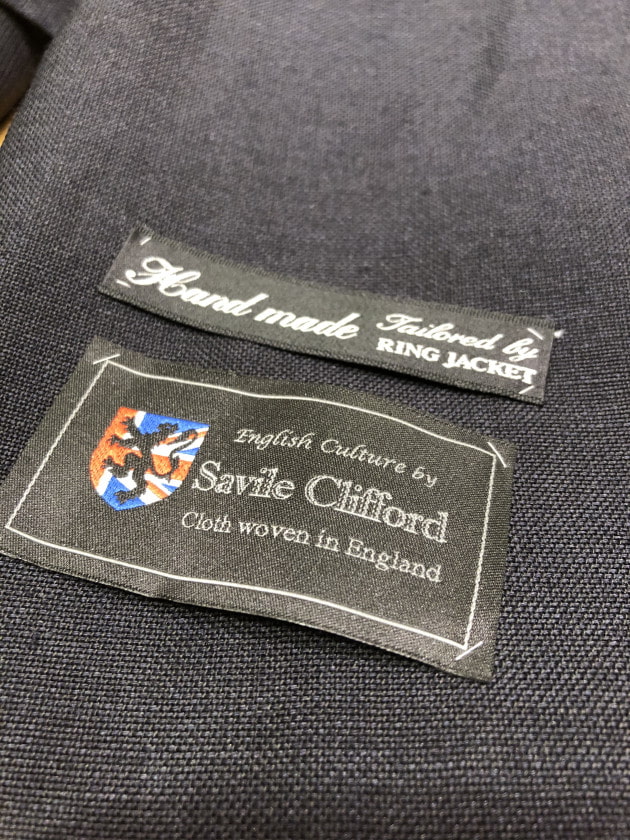 Hand made Tailored by
RING JACKET
English Culture by
Savile Clifford
Cloth woven in England